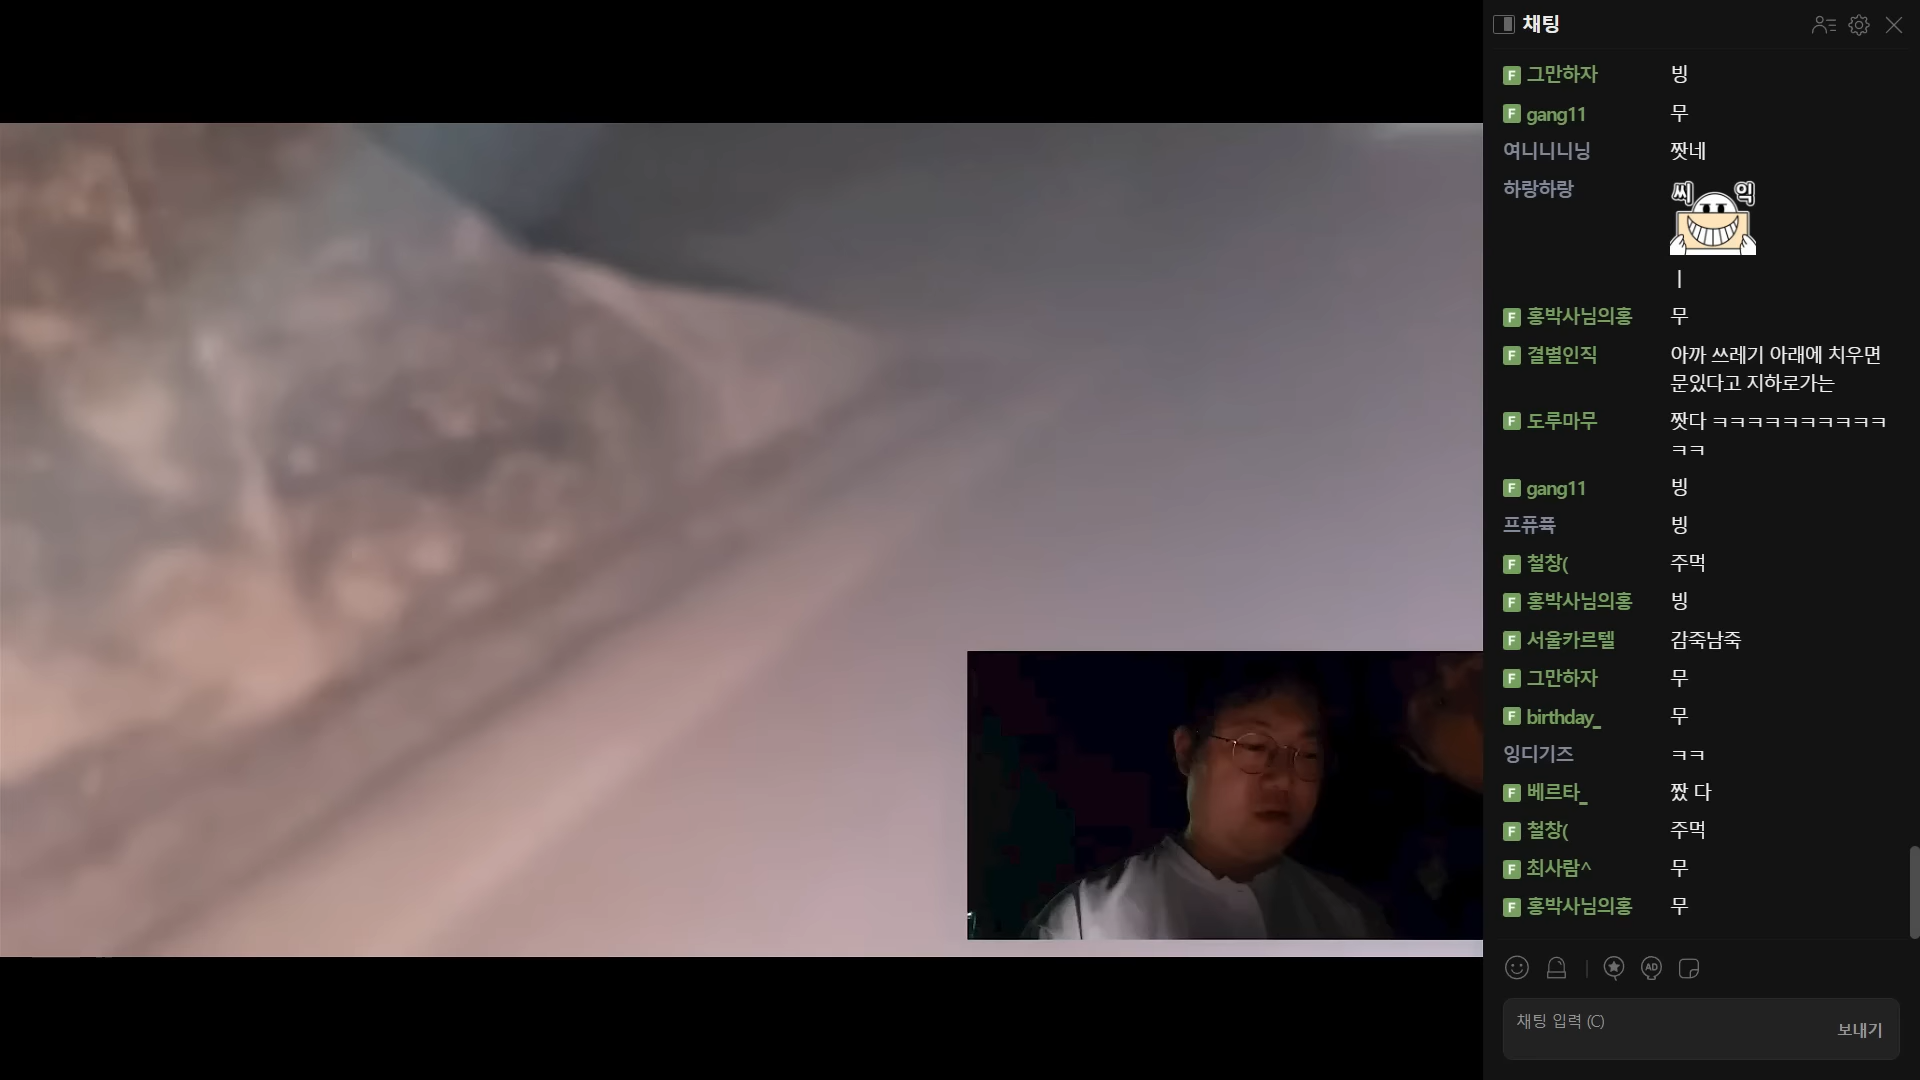 채팅
F 그만하자 빙
F gang11 무
여니니니닝 짯네
하랑하랑 씨익
ㅣ
F 홍박사님의홍 무
F 결별인직 아까 쓰레기 아래에 치우면
문있다고 지하로가는
F 도루마무 짯다 ㅋㅋㅋㅋㅋㅋㅋㅋㅋㅋ
ㅋㅋ
F gang11 빙
프퓨퓩 빙
F 철창( 주먹
F 홍박사님의홍 빙
F 서울카르텔 감죽남죽
F 그만하자 무
F birthday_ 무
잉디기즈 ㅋㅋ
F 베르타_ 짰 다
F 철창( 주먹
F 최사람^ 무
F 홍박사님의홍 무
AD
채팅 입력 (C)
보내기